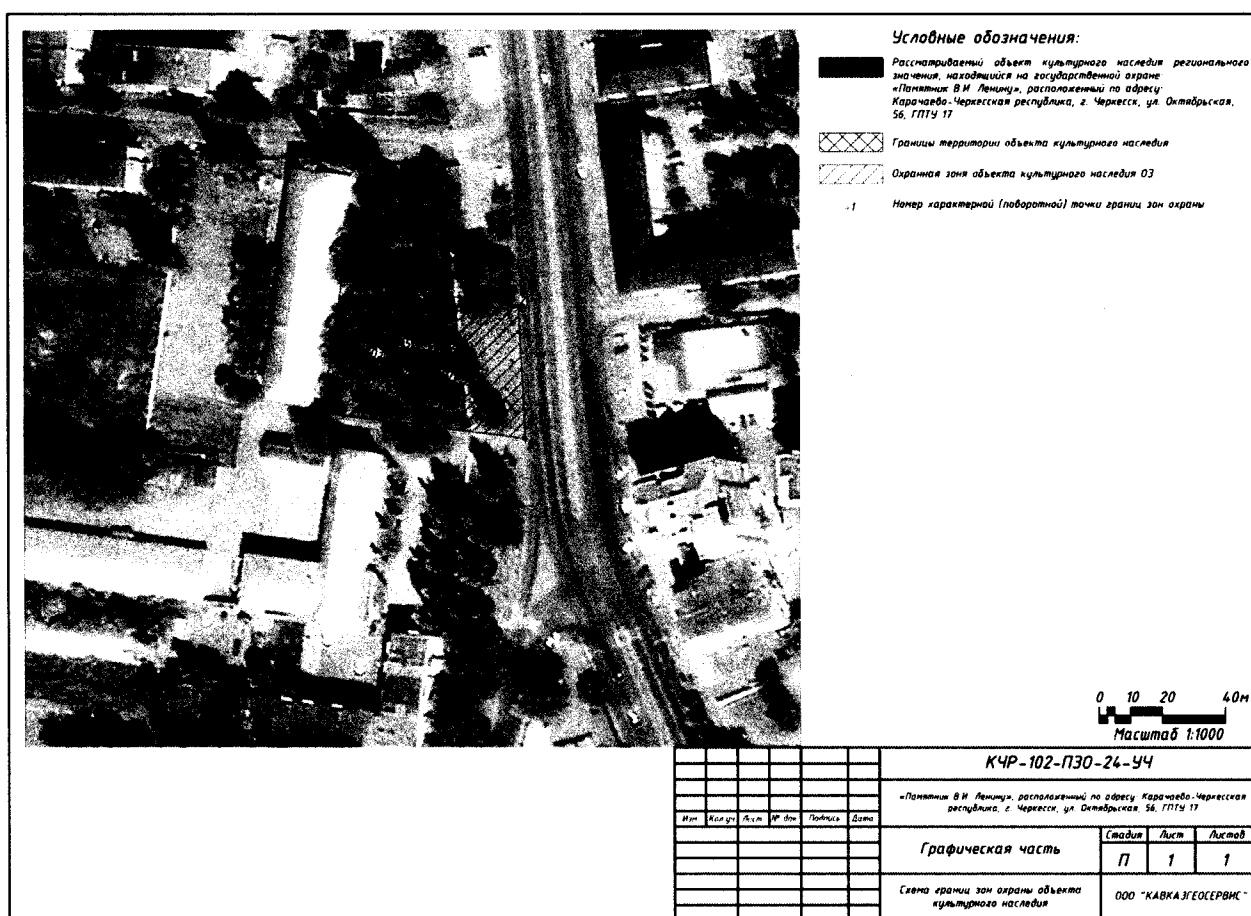 Условные обозначения:
Рассматриваемый объект культурного наследия регионального
значения, находящийся на государственной охране
«Памятник В.И. Ленину», расположенный по адресу:
Карачаево-Черкесская республика, г. Черкесск, ул. Октябрьская,
56, ГПТУ 17
Границы территории объекта культурного наследия
Охранная зона объекта культурного наследия ОЗ
·1 Номер характерной (поворотной) точки границ зон охраны
0 10 20 40м
Масштаб 1:1000
КЧР-102-ПЗО-24-УЧ
«Памятник В.И. Ленину», расположенный по адресу: Карачаево-Черкесская
республика, г. Черкесск, ул. Октябрьская, 56, ГПТУ 17
Изм Кол.уч Лист № док Подпись Дата
Графическая часть
Стадия Лист Листов
П 1 1
Схема границ зон охраны объекта
культурного наследия
ООО "КАВКАЗГЕОСЕРВИС"